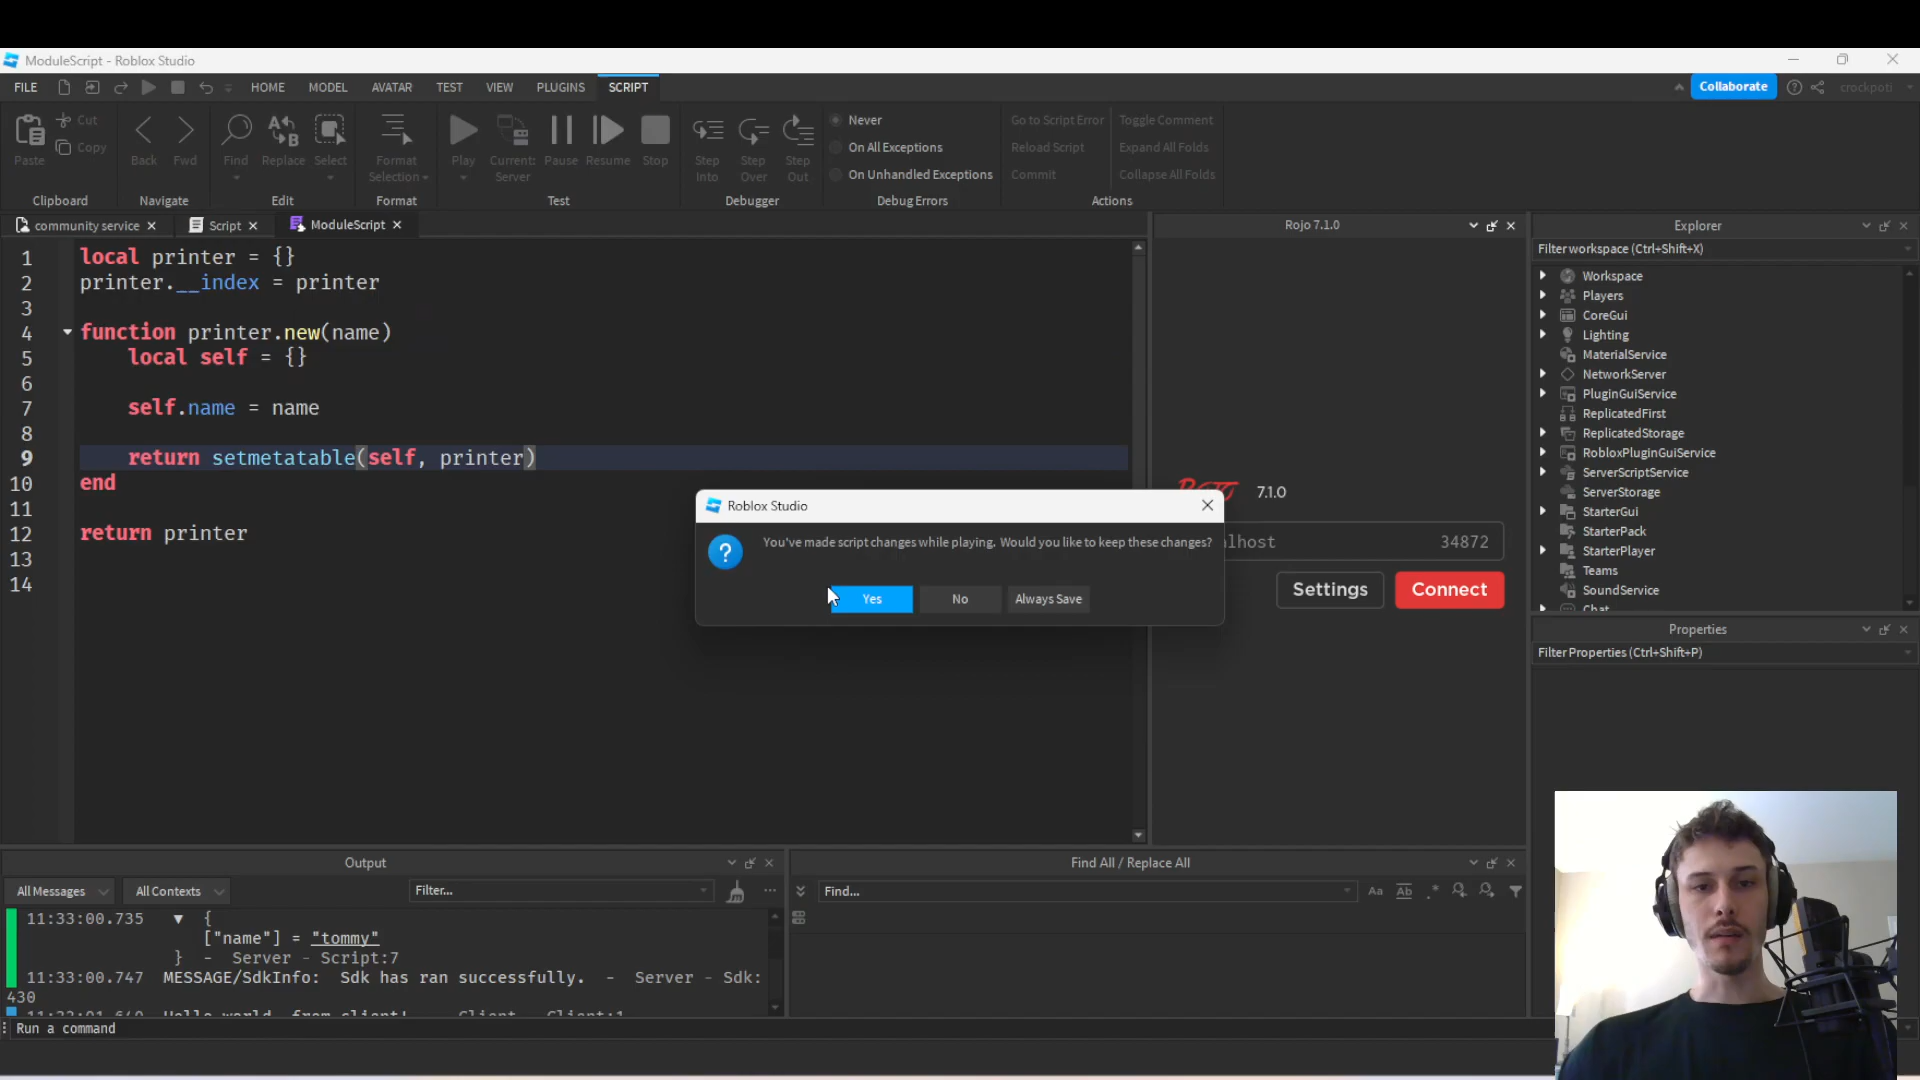 ModuleScript - Roblox Studio
FILE HOME MODEL AVATAR TEST VIEW PLUGINS SCRIPT Collaborate crockpoti
Paste Cut Copy Back Fwd Find Replace Select Format Selection Play Current: Server Pause Resume Stop Step Into Step Over Step Out
Never
On All Exceptions
On Unhandled Exceptions
Go to Script Error
Reload Script
Commit
Toggle Comment
Expand All Folds
Collapse All Folds
Clipboard Navigate Edit Format Test Debugger Debug Errors Actions
community service Script ModuleScript
1 local printer = {}
2 printer.__index = printer
3
4 function printer.new(name)
5 local self = {}
6
7 self.name = name
8
9 return setmetatable(self, printer)
10 end
11
12 return printer
13
14
Rojo 7.1.0
7.1.0
lhost 34872
Settings Connect
Roblox Studio
You've made script changes while playing. Would you like to keep these changes?
Yes No Always Save
Explorer
Filter workspace (Ctrl+Shift+X)
Workspace
Players
CoreGui
Lighting
MaterialService
NetworkServer
PluginGuiService
ReplicatedFirst
ReplicatedStorage
RobloxPluginGuiService
ServerScriptService
ServerStorage
StarterGui
StarterPack
StarterPlayer
Teams
SoundService
Chat
Properties
Filter Properties (Ctrl+Shift+P)
Output
All Messages All Contexts Filter...
11:33:00.735 {
["name"] = "tommy"
} - Server - Script:7
11:33:00.747 MESSAGE/SdkInfo: Sdk has ran successfully. - Server - Sdk:
430
Find All / Replace All
Find... Aa Ab .*
Run a command